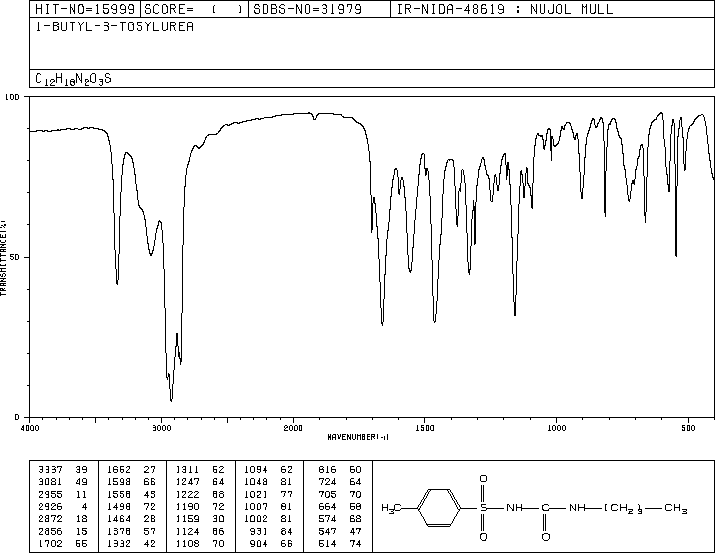 HIT-NO=15999 SCORE= ( ) SDBS-NO=31979 IR-NIDA-48619 : NUJOL MULL
1-BUTYL-3-TOSYLUREA
C12H18N2O3S
100
50
0
TRANSMITTANCE(%)
4000 3000 2000 1500 1000 500
WAVENUMBER(-1)
3337 39 1662 27 1311 52 1094 62 816 60
3081 49 1598 66 1247 64 1048 81 724 64
2955 11 1558 43 1222 68 1021 77 705 70
2926 4 1498 72 1190 72 1007 81 664 58
2872 18 1464 28 1159 30 1002 81 574 68
2856 15 1378 57 1124 66 931 84 547 47
1702 55 1332 42 1108 70 904 66 514 74
H3C S O O NH C O NH (CH2)3 CH3